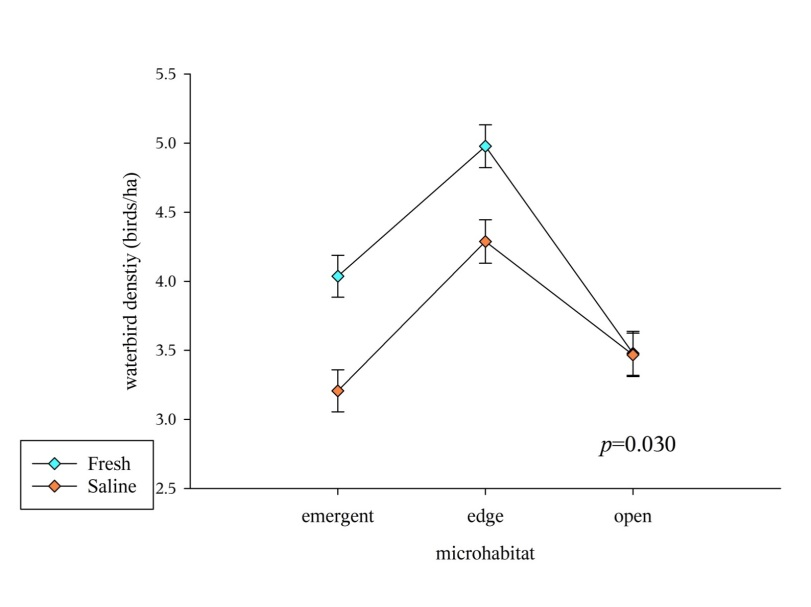 5.5
5.0
4.5
4.0
3.5
3.0
2.5
waterbird denstiy (birds/ha)
p=0.030
Fresh
Saline
emergent edge open
microhabitat